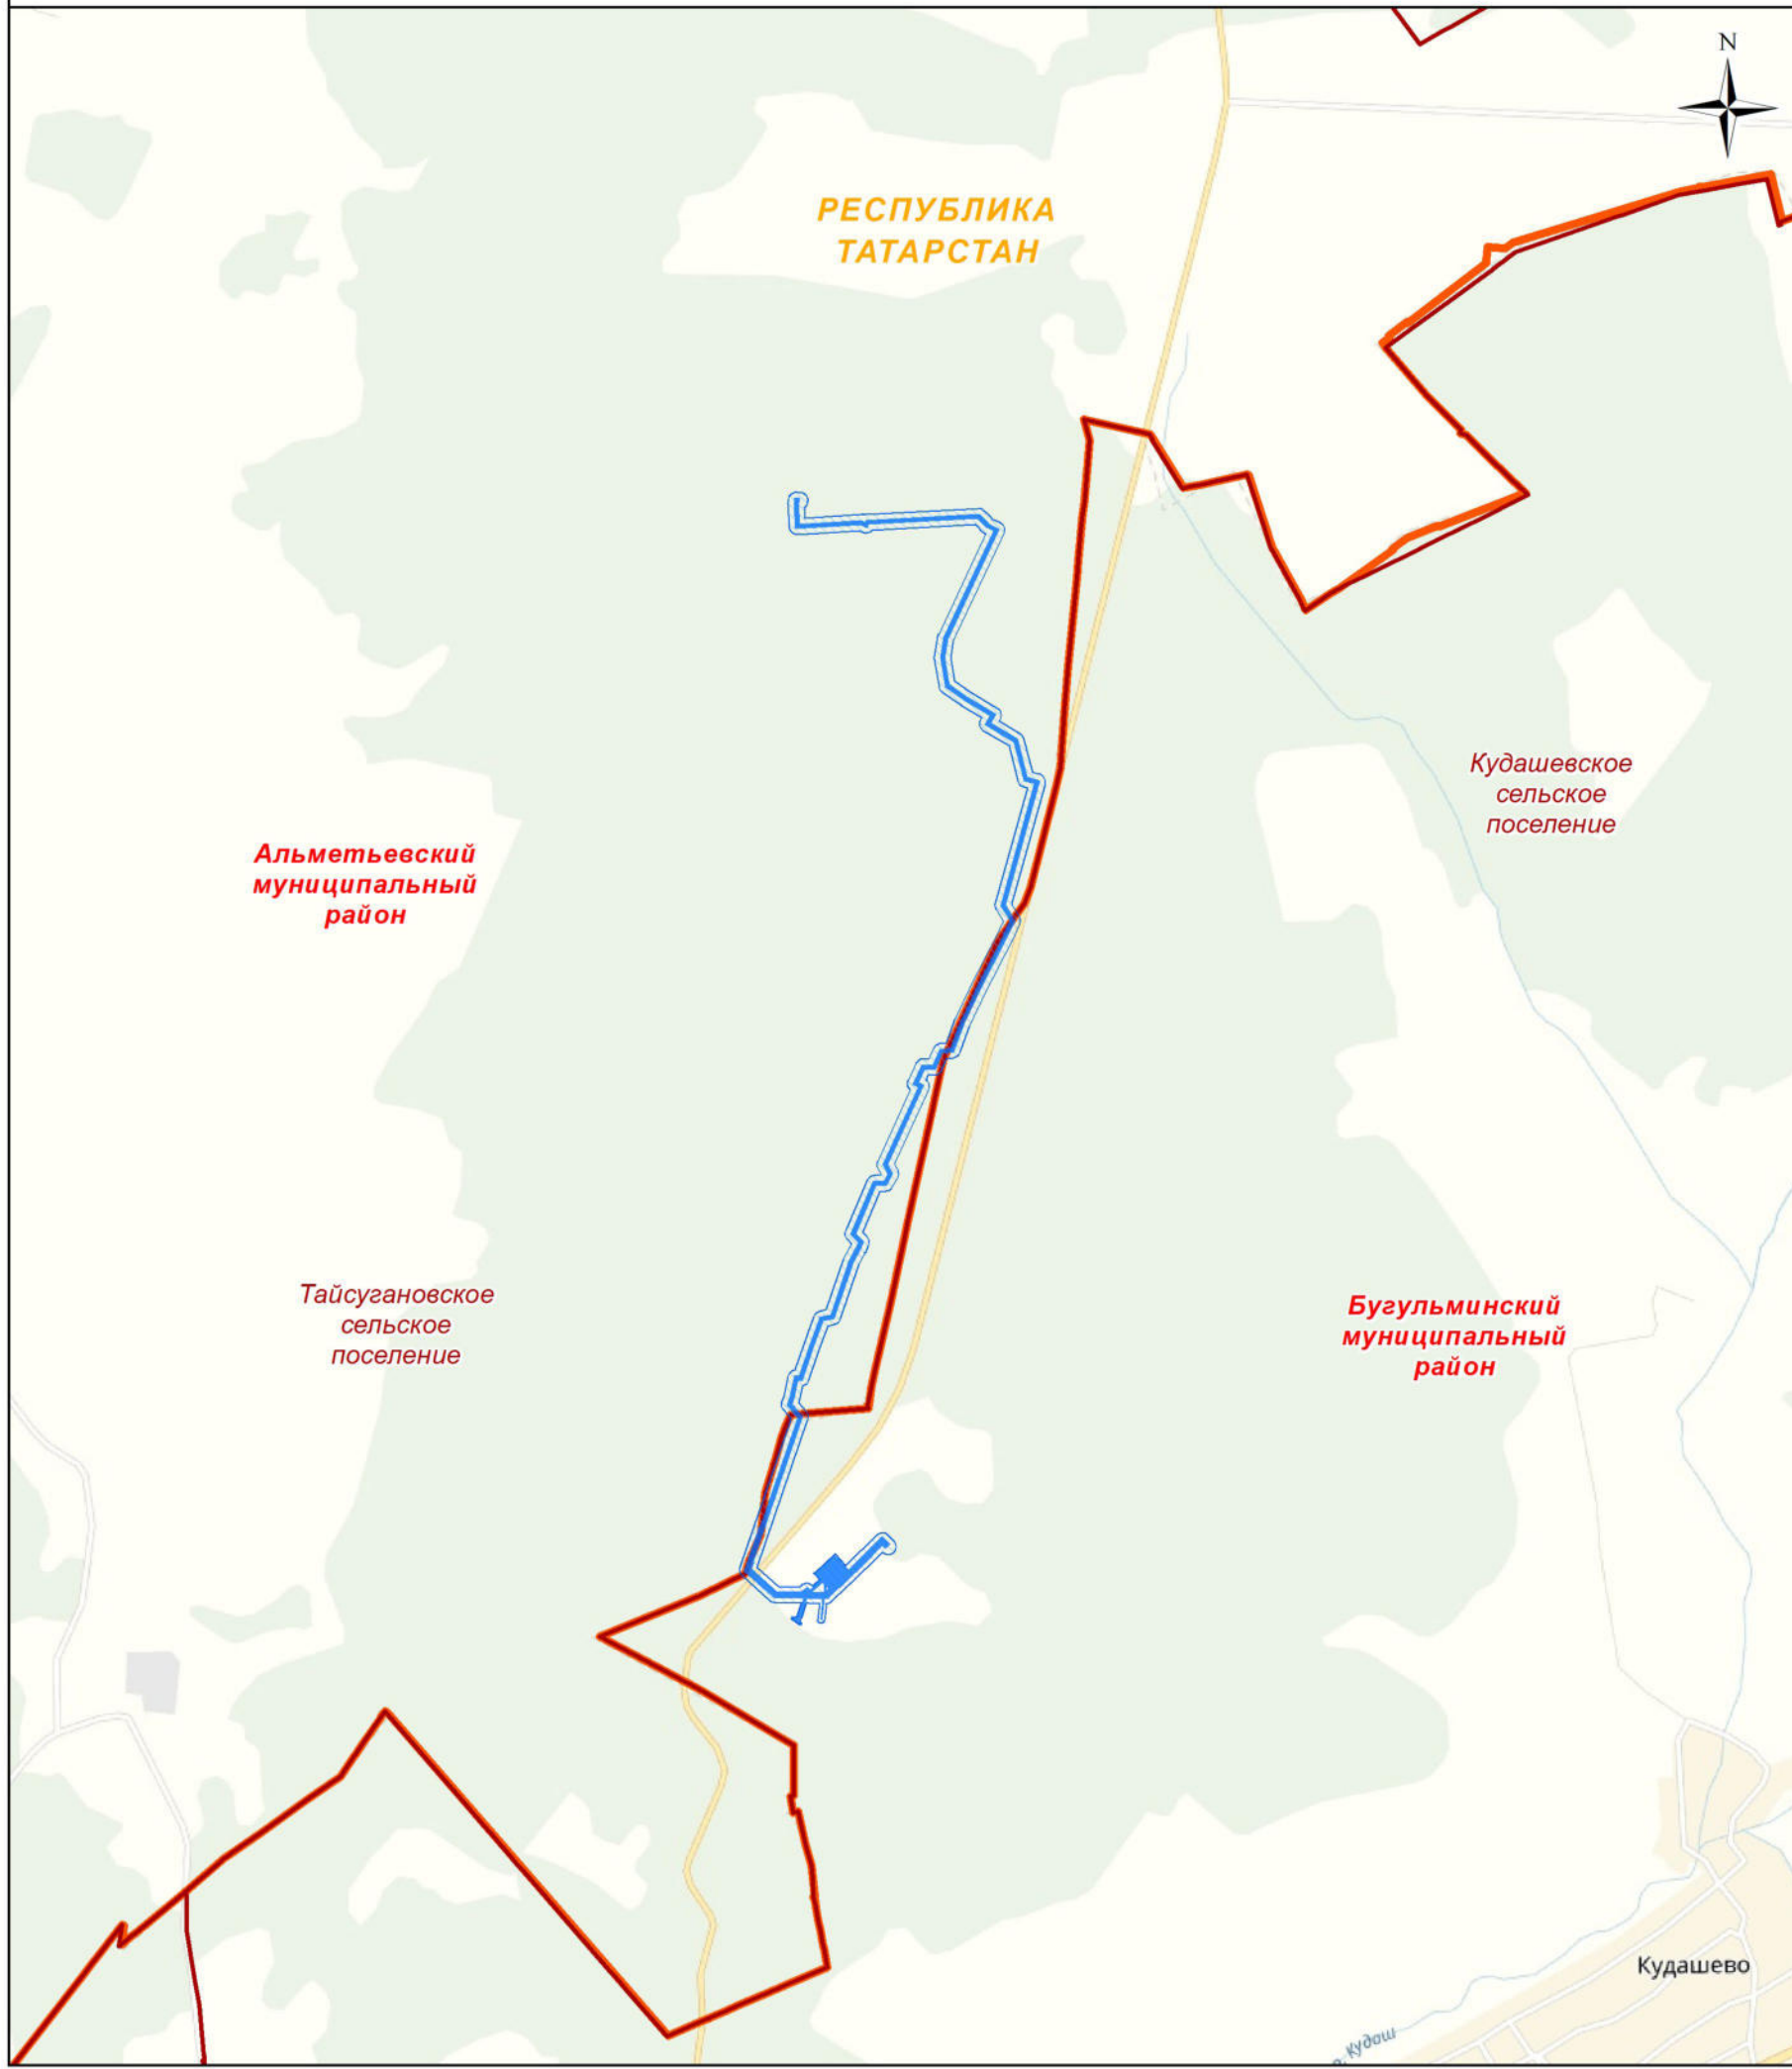 N
РЕСПУБЛИКА
ТАТАРСТАН
Кудашевское
сельское
поселение
Альметьевский
муниципальный
район
Тайсугановское
сельское
поселение
Бугульминский
муниципальный
район
Кудашево
р. Кудаш